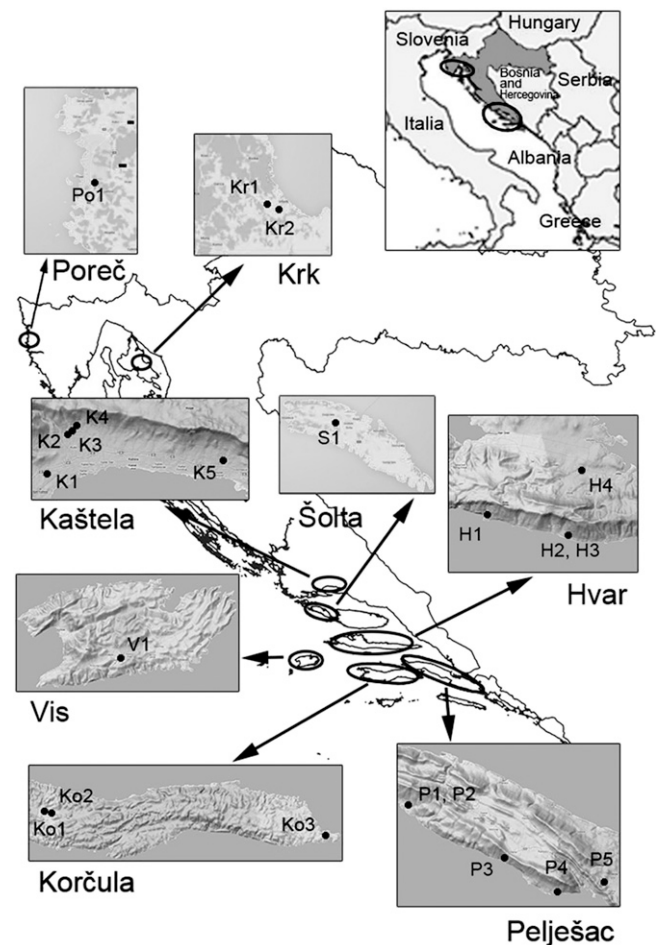 Hungary
Slovenia
Bosnia
and
Hercegovina
Serbia
Italia
Albania
Greece
Po1
Poreč
Kr1
Kr2
Krk
K4
K2
K3
K5
K1
Kaštela
S1
Šolta
H4
H1
H2, H3
Hvar
V1
Vis
Ko2
Ko1
Ko3
Korčula
P1, P2
P3
P4
P5
Pelješac